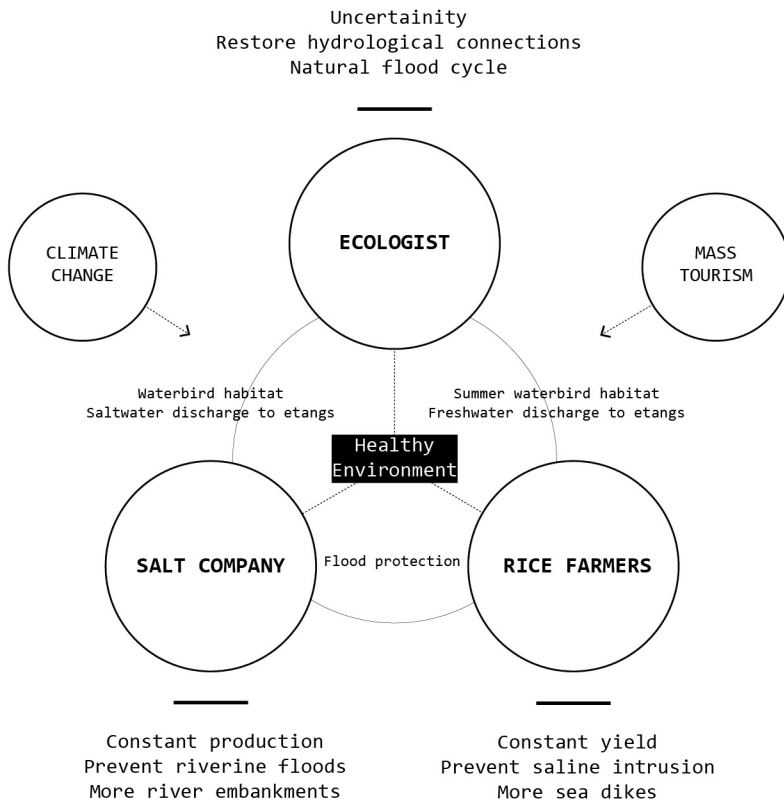 Uncertainity
Restore hydrological connections
Natural flood cycle
ECOLOGIST
CLIMATE
CHANGE
MASS
TOURISM
Waterbird habitat
Saltwater discharge to etangs
Summer waterbird habitat
Freshwater discharge to etangs
Healthy
Environment
SALT COMPANY
Flood protection
RICE FARMERS
Constant production
Prevent riverine floods
More river embankments
Constant yield
Prevent saline intrusion
More sea dikes